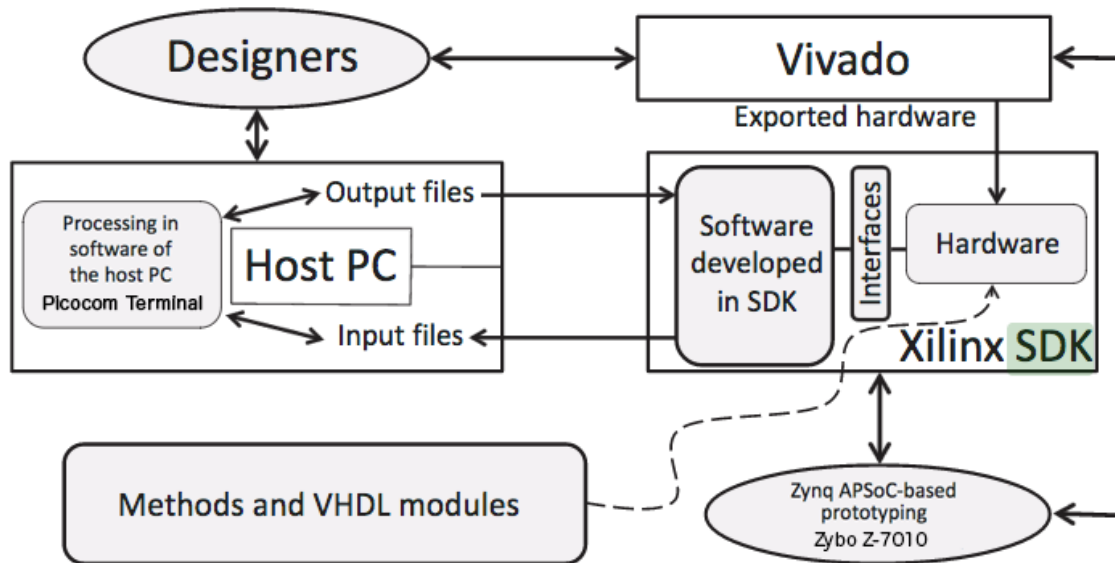 Designers
Vivado
Exported hardware
Output files
Processing in
software of
the host PC
Picocom Terminal
Host PC
Input files
Software
developed
in SDK
Interfaces
Hardware
Xilinx SDK
Methods and VHDL modules
Zynq APSoC-based
prototyping
Zybo Z-7010